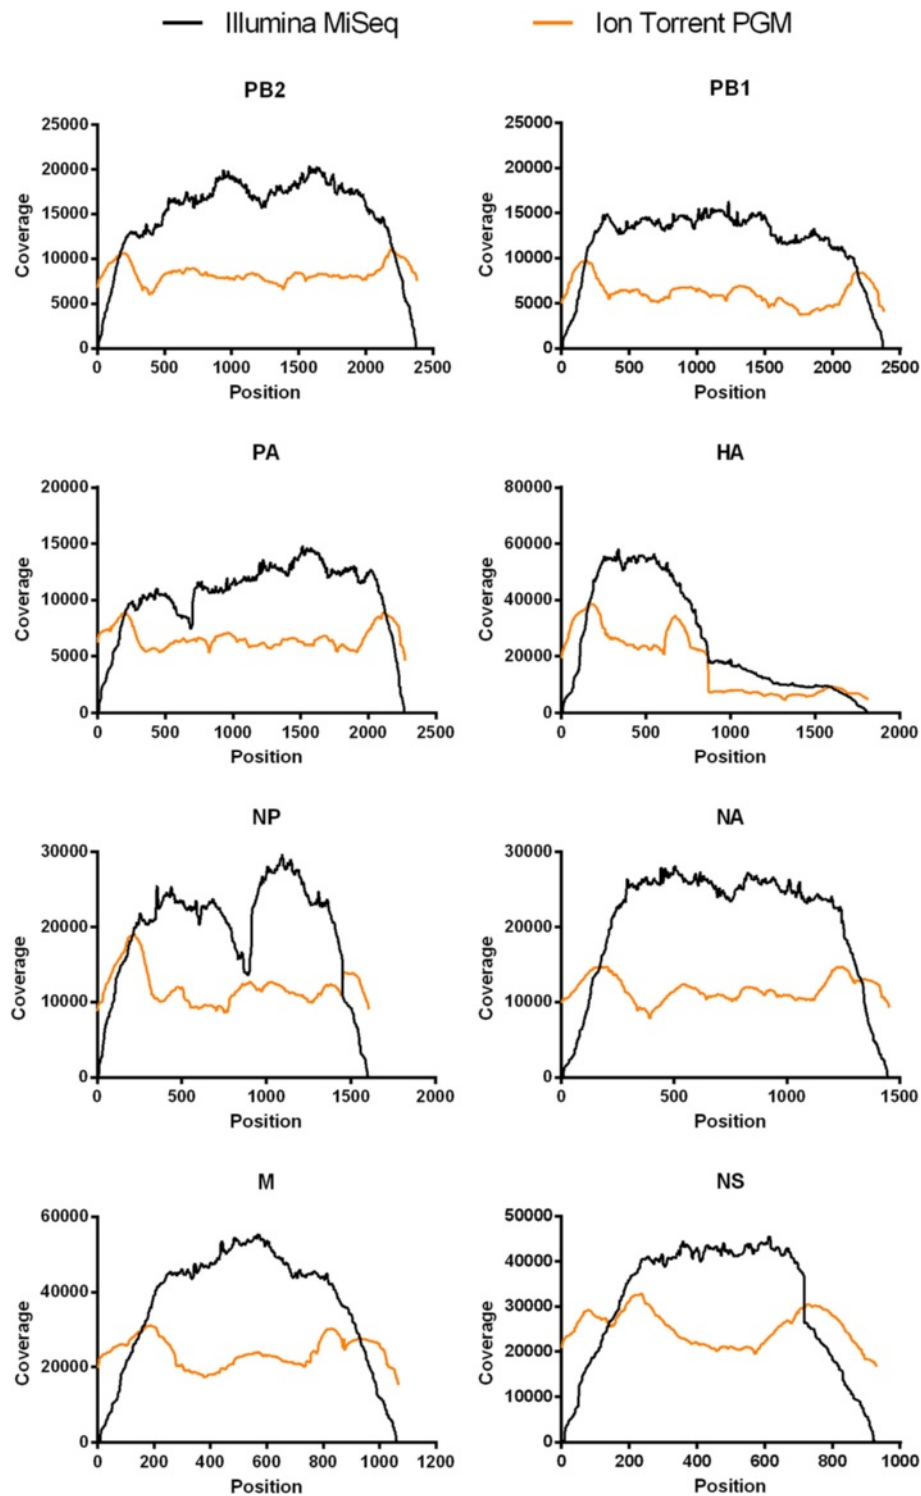 Illumina MiSeq Ion Torrent PGM
PB2 PB1
25000 25000
20000 20000
15000 15000
10000 10000
5000 5000
0 0
Coverage Coverage
0 500 1000 1500 2000 2500 0 500 1000 1500 2000 2500
Position Position
PA HA
20000 80000
15000 60000
10000 40000
5000 20000
0 0
Coverage Coverage
0 500 1000 1500 2000 2500 0 500 1000 1500 2000
Position Position
NP NA
30000 30000
20000 20000
10000 10000
0 0
Coverage Coverage
0 500 1000 1500 2000 0 500 1000 1500
Position Position
M NS
60000 50000
40000 40000
20000 30000
0 20000
10000
0
Coverage Coverage
0 200 400 600 800 1000 1200 0 200 400 600 800 1000
Position Position